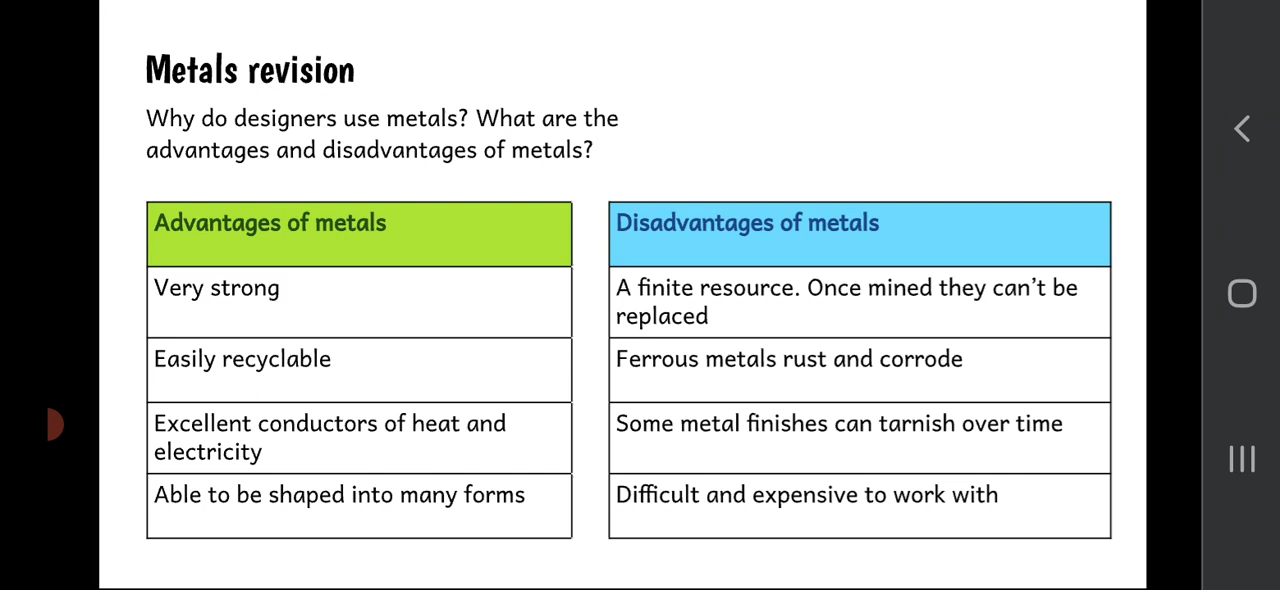 Metals revision
Why do designers use metals? What are the
advantages and disadvantages of metals?
Advantages of metals
Very strong
Easily recyclable
Excellent conductors of heat and
electricity
Able to be shaped into many forms
Disadvantages of metals
A finite resource. Once mined they can’t be
replaced
Ferrous metals rust and corrode
Some metal finishes can tarnish over time
Difficult and expensive to work with